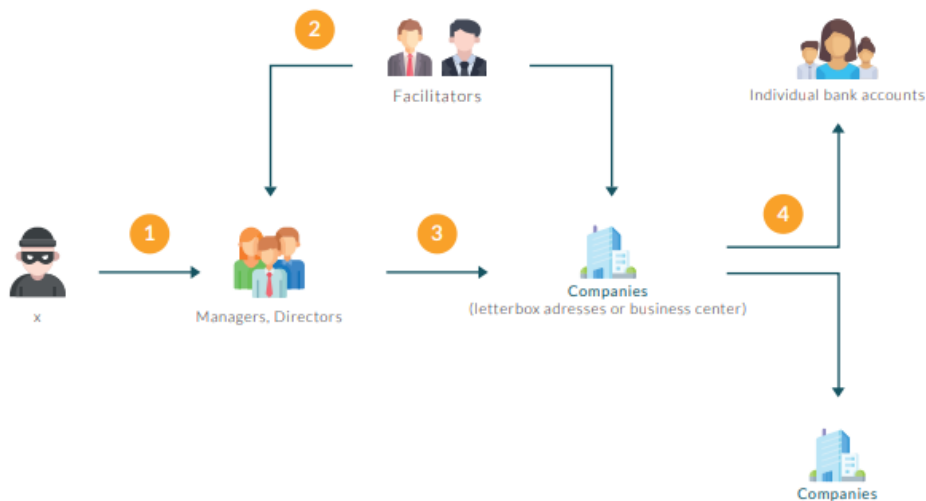 2
Facilitators
Individual bank accounts
1
3
4
x
Managers, Directors
Companies
(letterbox adresses or business center)
Companies